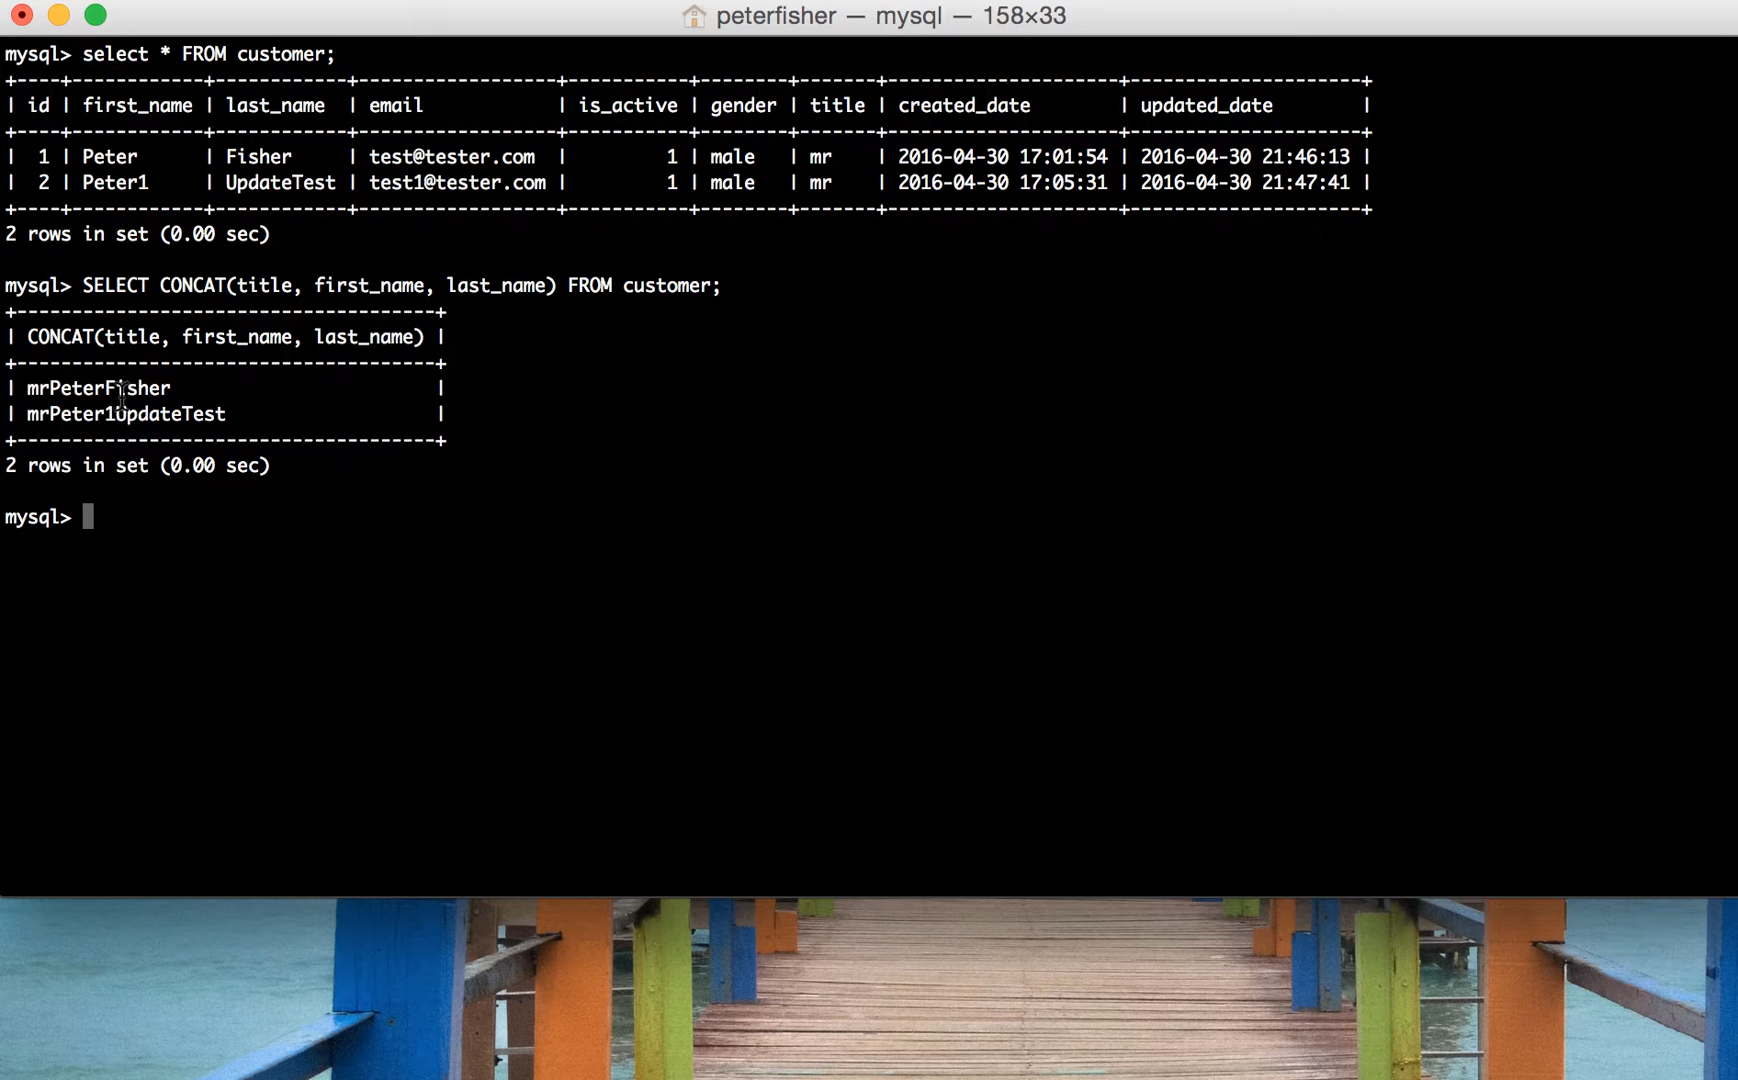 peterfisher — mysql — 158×33
mysql> select * FROM customer;
+----+------------+------------+------------------+-----------+--------+-------+---------------------+---------------------+
| id | first_name | last_name  | email            | is_active | gender | title | created_date        | updated_date        |
+----+------------+------------+------------------+-----------+--------+-------+---------------------+---------------------+
|  1 | Peter      | Fisher     | test@tester.com  |         1 | male   | mr    | 2016-04-30 17:01:54 | 2016-04-30 21:46:13 |
|  2 | Peter1     | UpdateTest | test1@tester.com |         1 | male   | mr    | 2016-04-30 17:05:31 | 2016-04-30 21:47:41 |
+----+------------+------------+------------------+-----------+--------+-------+---------------------+---------------------+
2 rows in set (0.00 sec)
mysql> SELECT CONCAT(title, first_name, last_name) FROM customer;
+--------------------------------------+
| CONCAT(title, first_name, last_name) |
+--------------------------------------+
| mrPeterFisher                        |
| mrPeter1UpdateTest                   |
+--------------------------------------+
2 rows in set (0.00 sec)
mysql>